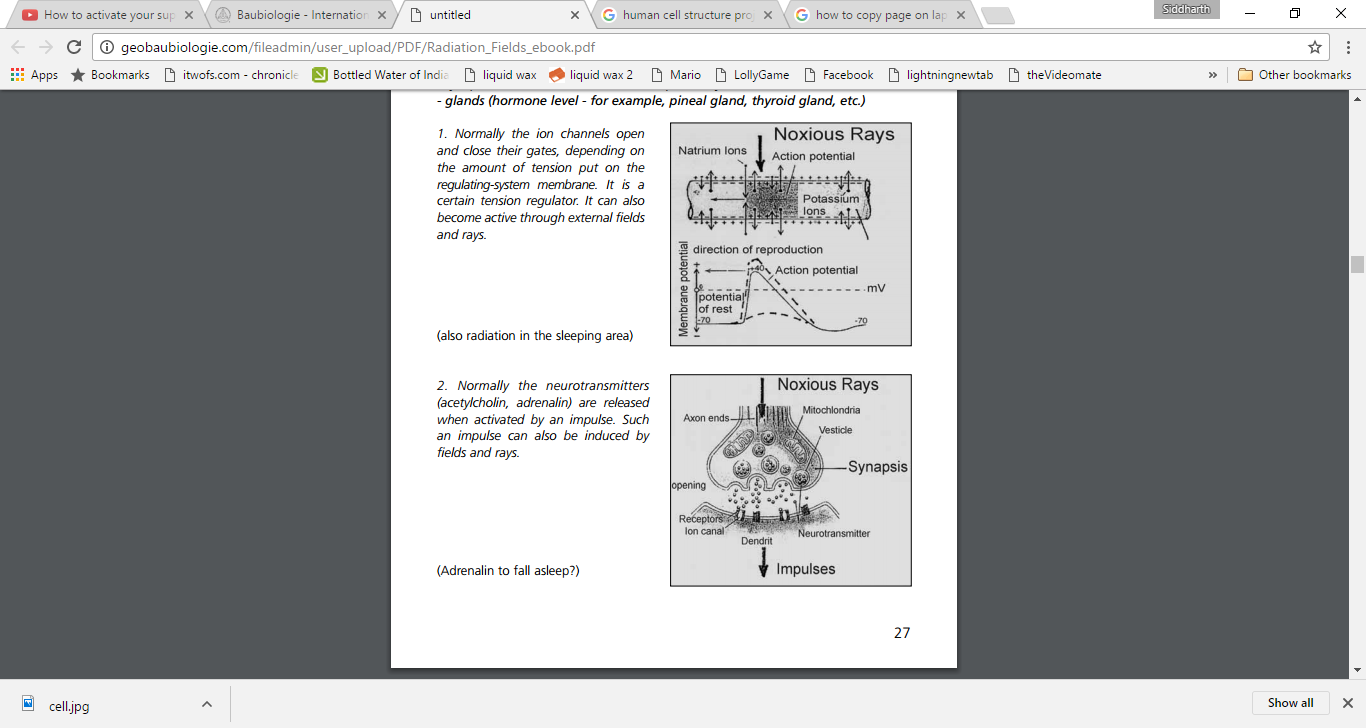 How to activate your sup
Baubiologie - Internation
untitled
human cell structure pro
how to copy page on lap
Siddharth
geobaubiologie.com/fileadmin/user_upload/PDF/Radiation_Fields_ebook.pdf
Apps
Bookmarks
itwofs.com - chronicle
Bottled Water of India
liquid wax
liquid wax 2
Mario
LollyGame
Facebook
lightningnewtab
theVideomate
»
Other bookmarks
- glands (hormone level - for example, pineal gland, thyroid gland, etc.)
1. Normally the ion channels open
and close their gates, depending on
the amount of tension put on the
regulating-system membrane. It is a
certain tension regulator. It can also
become active through external fields
and rays.
(also radiation in the sleeping area)
Noxious Rays
Natrium Ions
Action potential
Potassium
Ions
direction of reproduction
Membrane potential
+
+40
Action potential
mV
potential
of rest
-70
-70
-
2. Normally the neurotransmitters
(acetylcholin, adrenalin) are released
when activated by an impulse. Such
an impulse can also be induced by
fields and rays.
(Adrenalin to fall asleep?)
Noxious Rays
Axon ends
Mitochlondria
Vesticle
Synapsis
opening
Receptors
Ion canal
Neurotransmitter
Dendrit
Impulses
27
cell.jpg
Show all